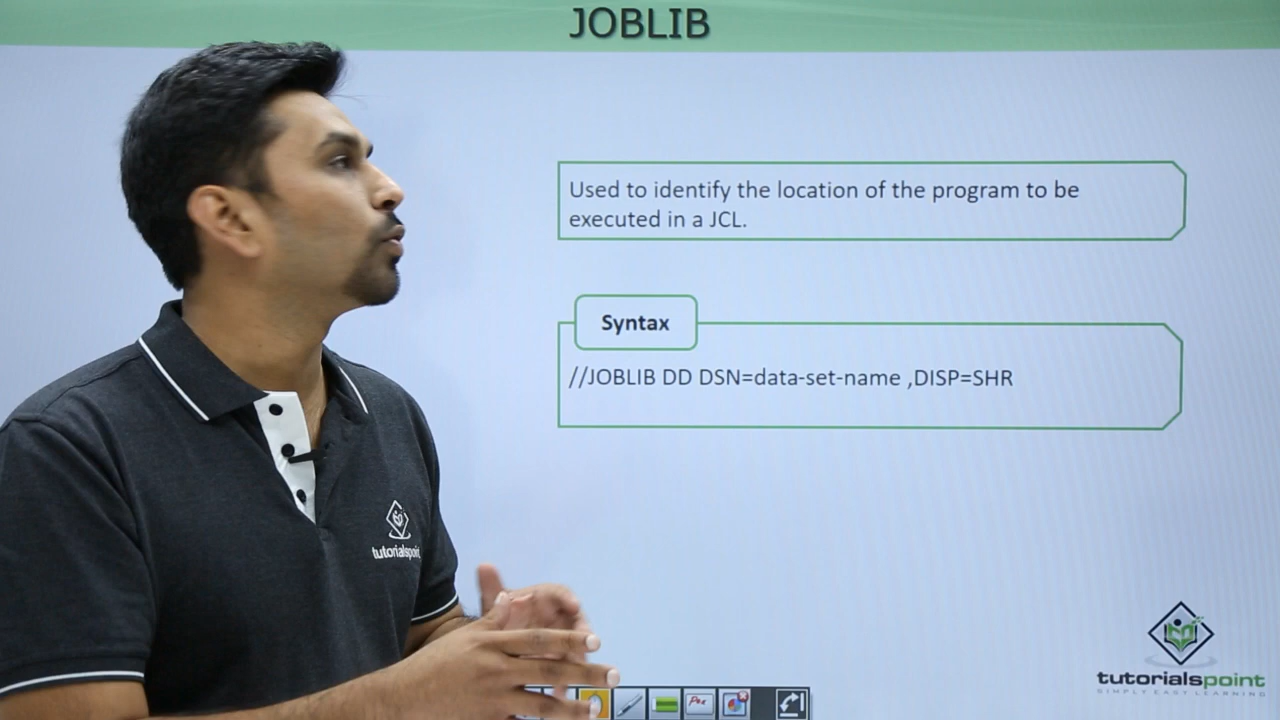 JOBLIB
Used to identify the location of the program to be
executed in a JCL.
Syntax
//JOBLIB DD DSN=data-set-name ,DISP=SHR
tutorialspoint
tutorialspoint
SIMPLY EASY LEARNING
Pen